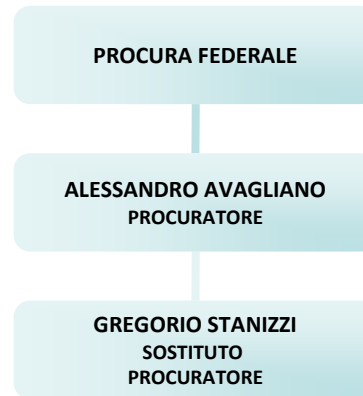 PROCURA FEDERALE
ALESSANDRO AVAGLIANO
PROCURATORE
GREGORIO STANIZZI
SOSTITUTO
PROCURATORE